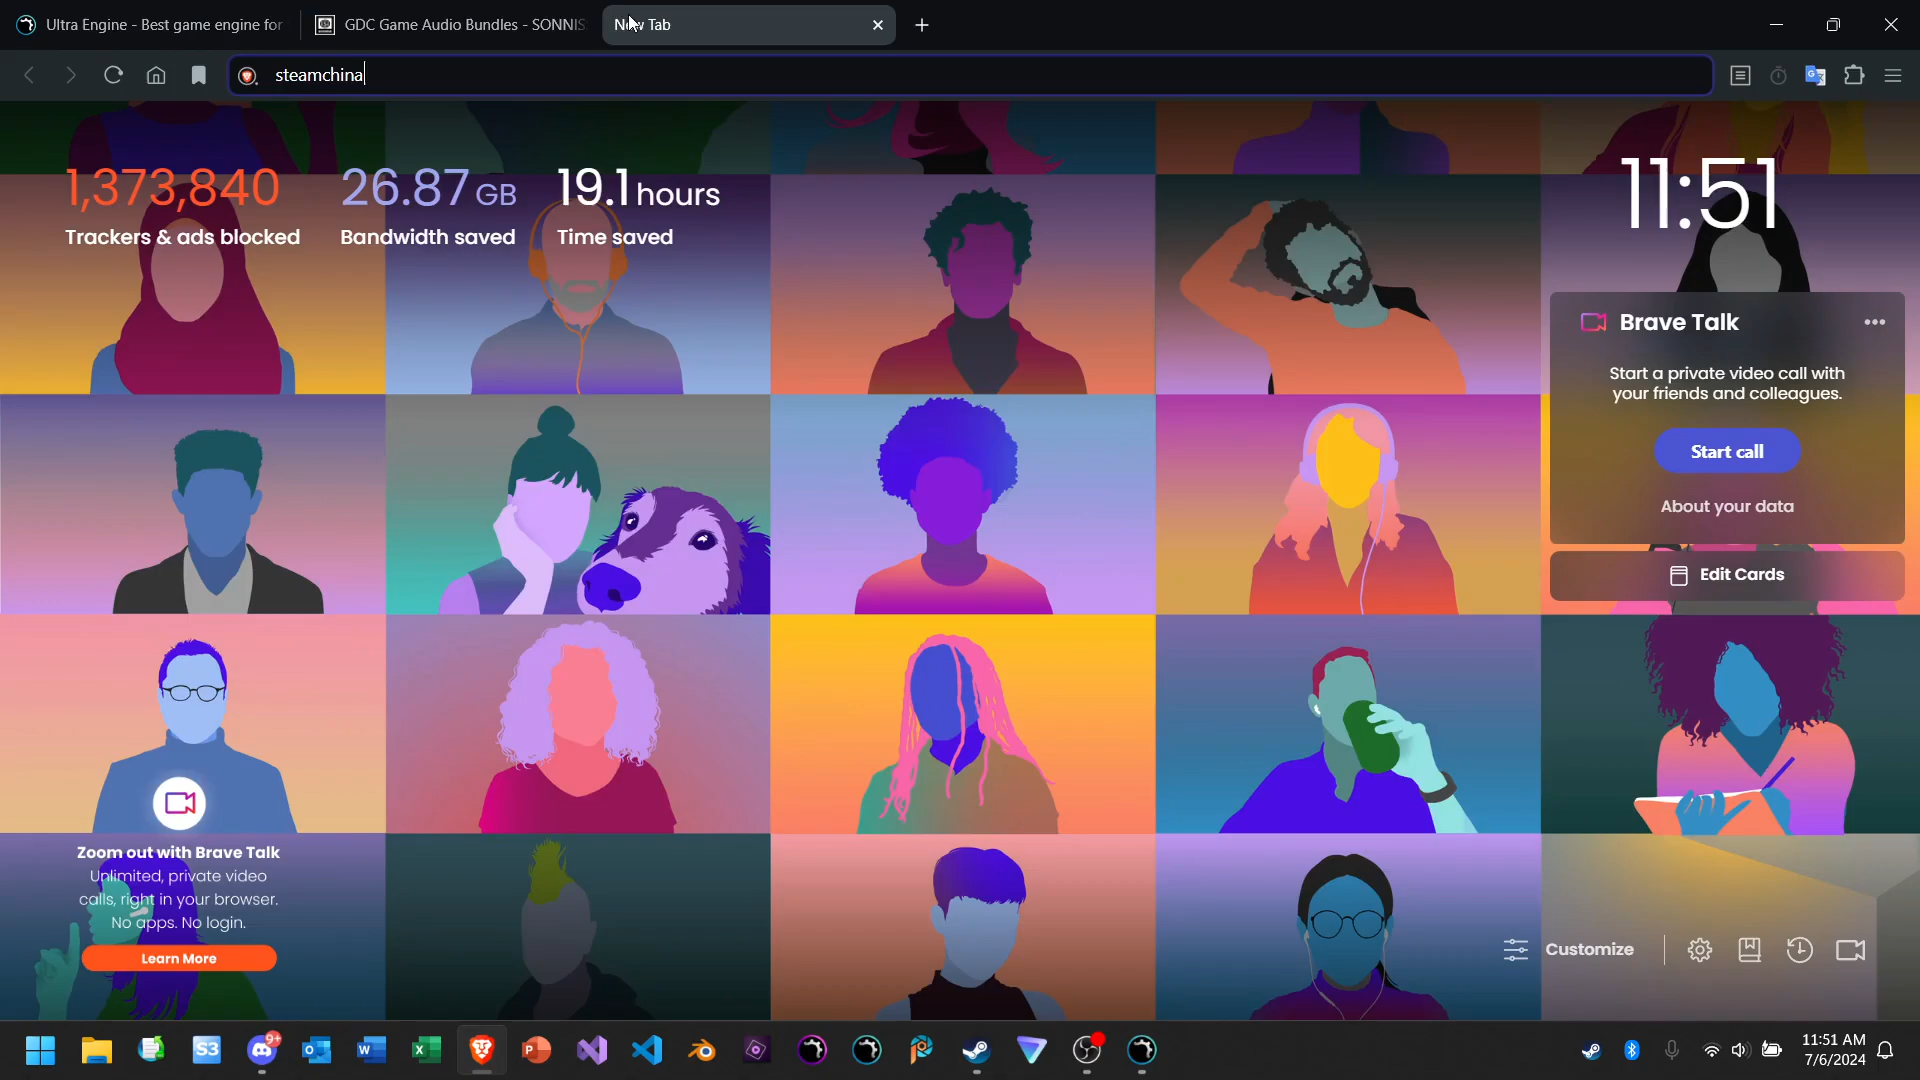 Ultra Engine - Best game engine for
GDC Game Audio Bundles - SONNIS
New Tab
steamchina
1,373,840
Trackers & ads blocked
26.87 GB
Bandwidth saved
19.1 hours
Time saved
11:51
Brave Talk
Start a private video call with
your friends and colleagues.
Start call
About your data
Edit Cards
Zoom out with Brave Talk
Unlimited, private video
calls, right in your browser.
No apps. No login.
Learn More
Customize
S3
9+
11:51 AM
7/6/2024